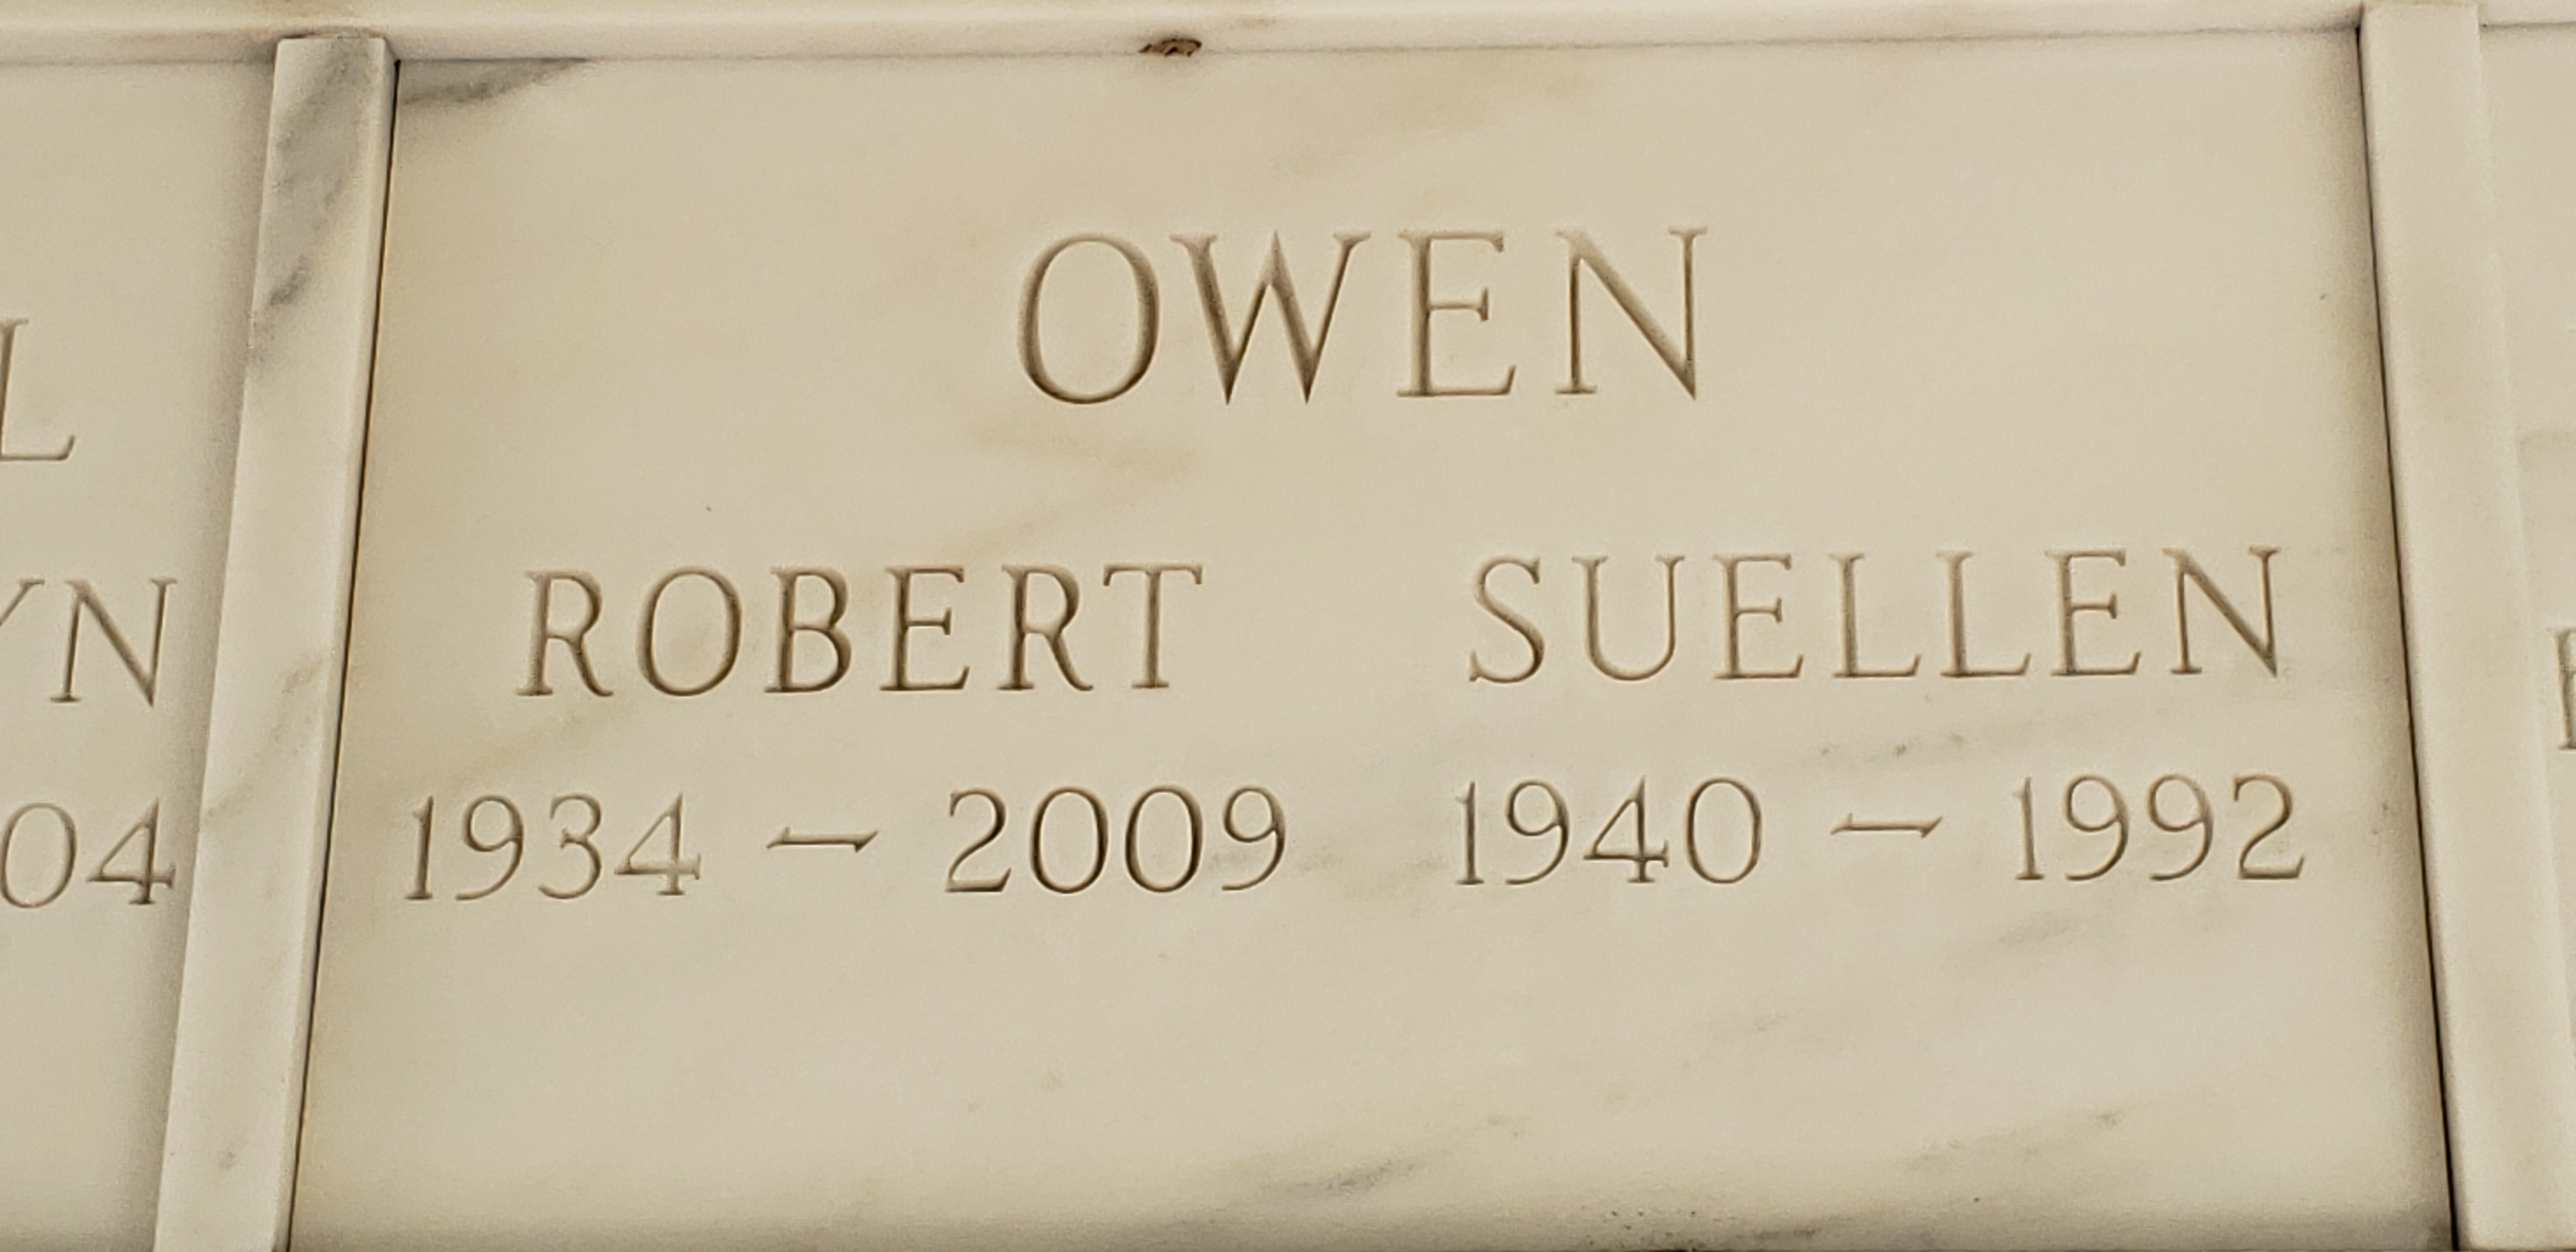 OWEN
ROBERT SUELLEN
1934 – 2009 1940 – 1992